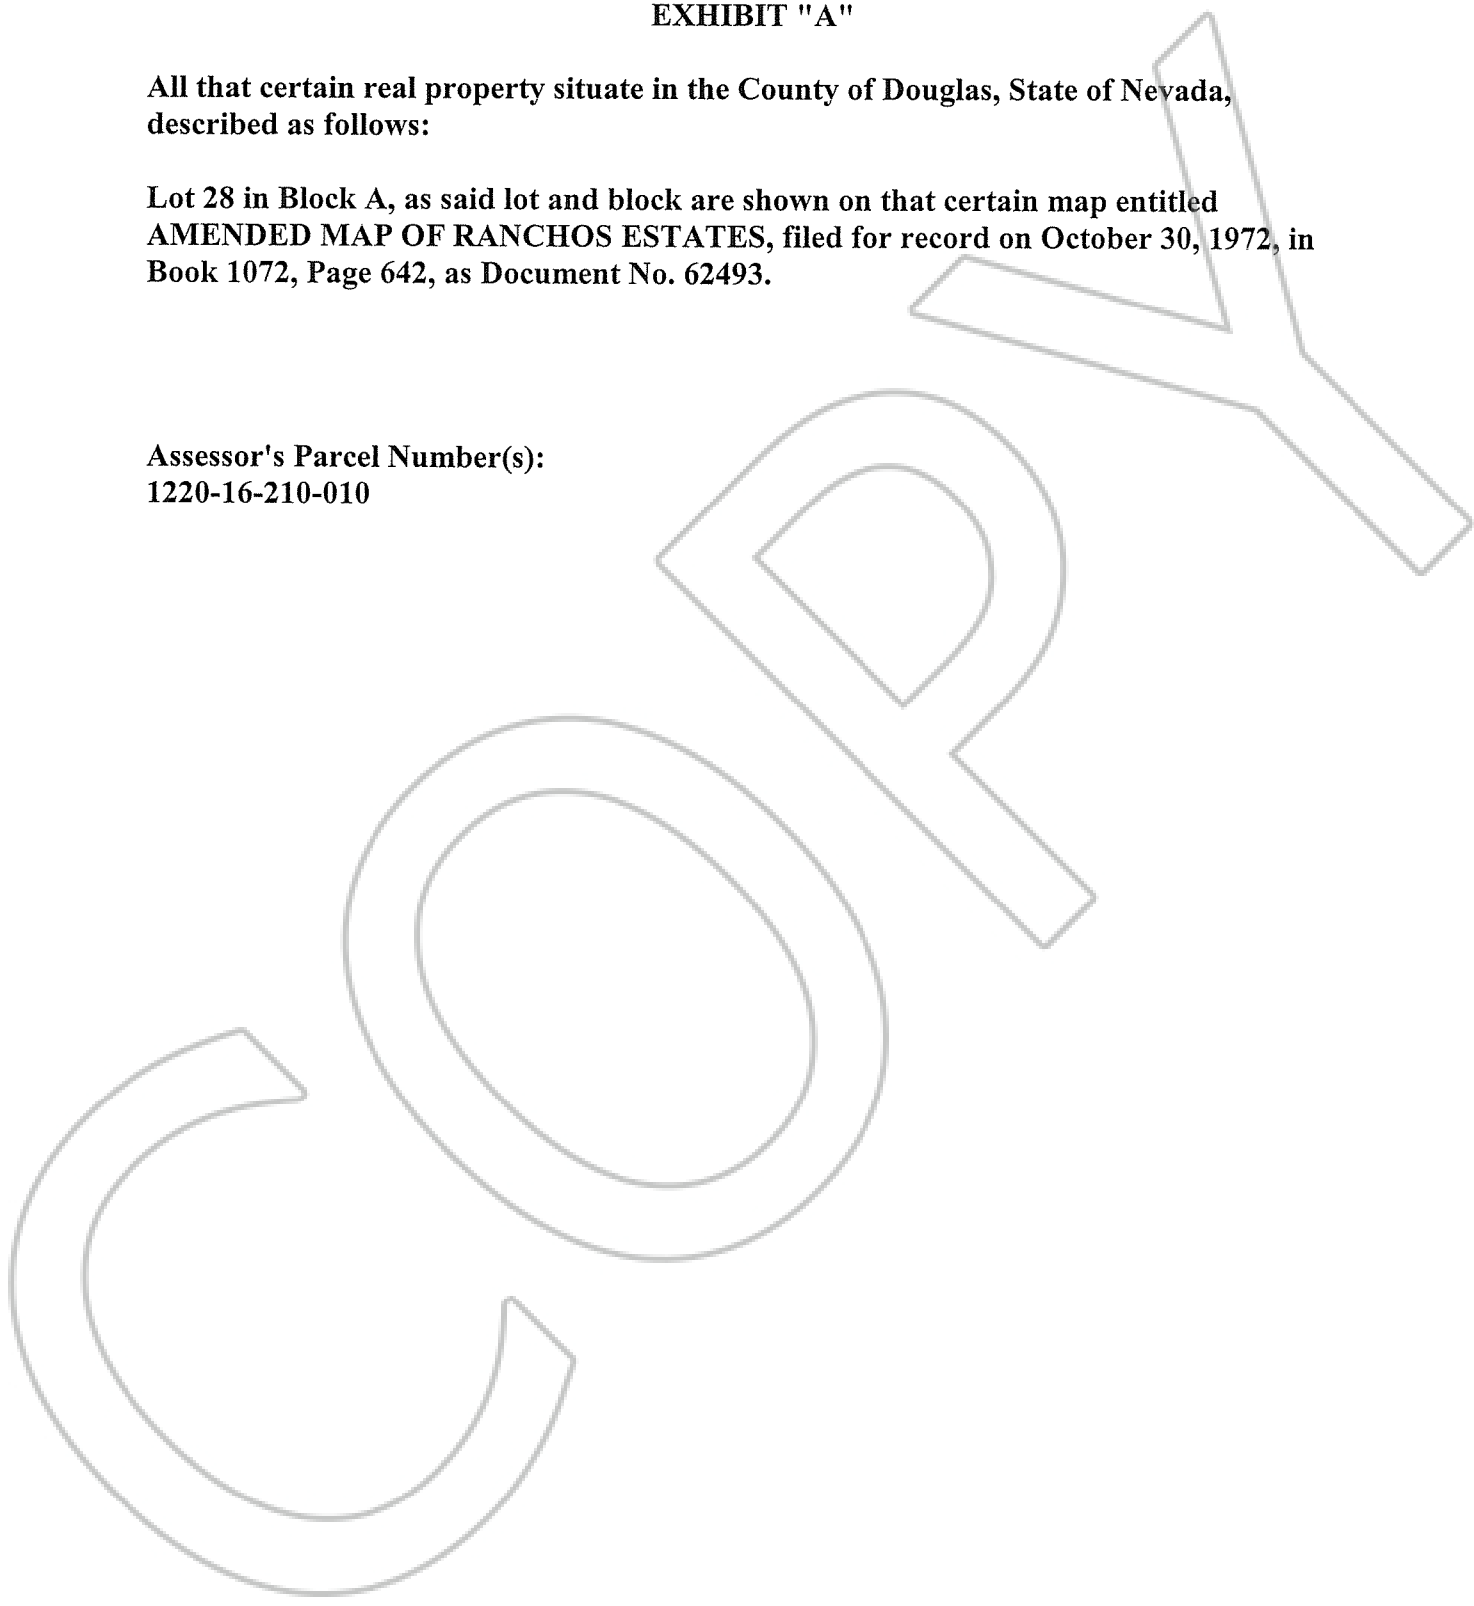 EXHIBIT "A"
All that certain real property situate in the County of Douglas, State of Nevada,
described as follows:
Lot 28 in Block A, as said lot and block are shown on that certain map entitled
AMENDED MAP OF RANCHOS ESTATES, filed for record on October 30, 1972, in
Book 1072, Page 642, as Document No. 62493.
Assessor's Parcel Number(s):
1220-16-210-010
COPY